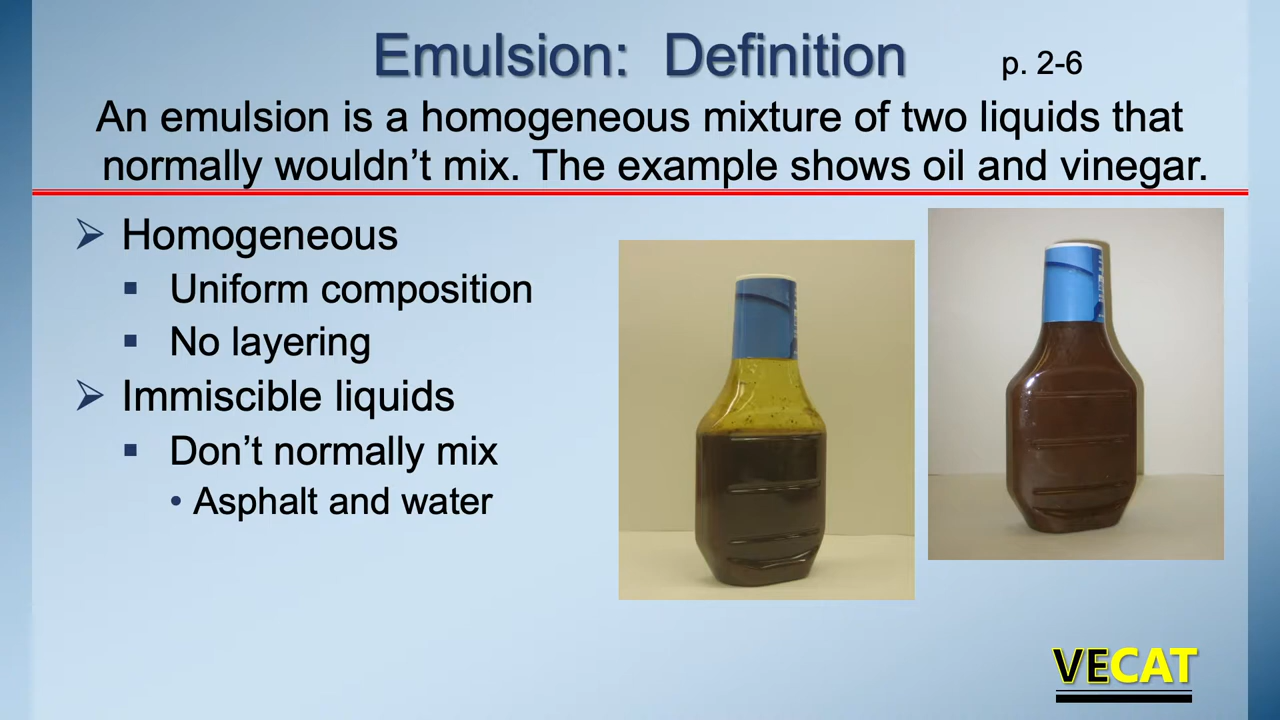 Emulsion: Definition
p. 2-6
An emulsion is a homogeneous mixture of two liquids that
normally wouldn’t mix. The example shows oil and vinegar.
Homogeneous
Uniform composition
No layering
Immiscible liquids
Don’t normally mix
Asphalt and water
VECAT